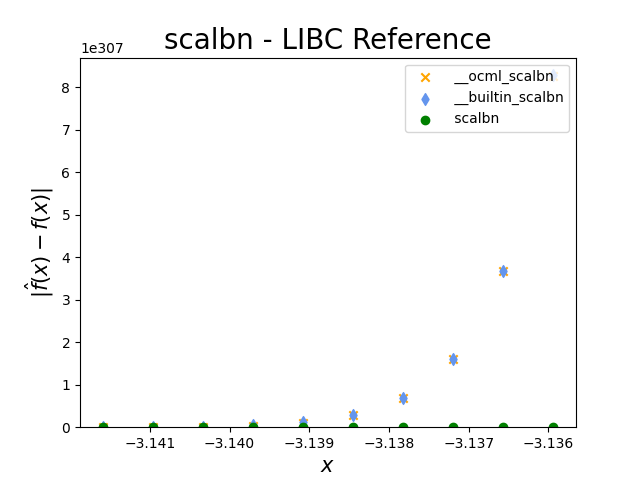 scalbn - LIBC Reference
1e307
__ocml_scalbn
__builtin_scalbn
scalbn
8
7
6
5
4
3
2
1
0
|f̂(x) − f(x)|
−3.141 −3.140 −3.139 −3.138 −3.137 −3.136
x